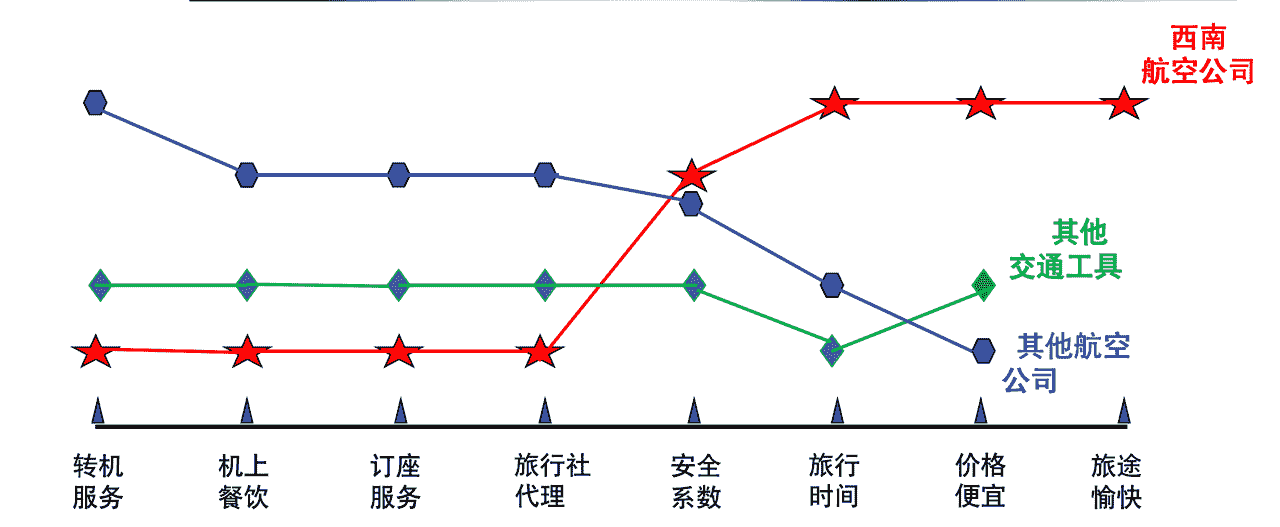 西南
航空公司
其他
交通工具
其他航空
公司
转机
服务
机上
餐饮
订座
服务
旅行社
代理
安全
系数
旅行
时间
价格
便宜
旅途
愉快